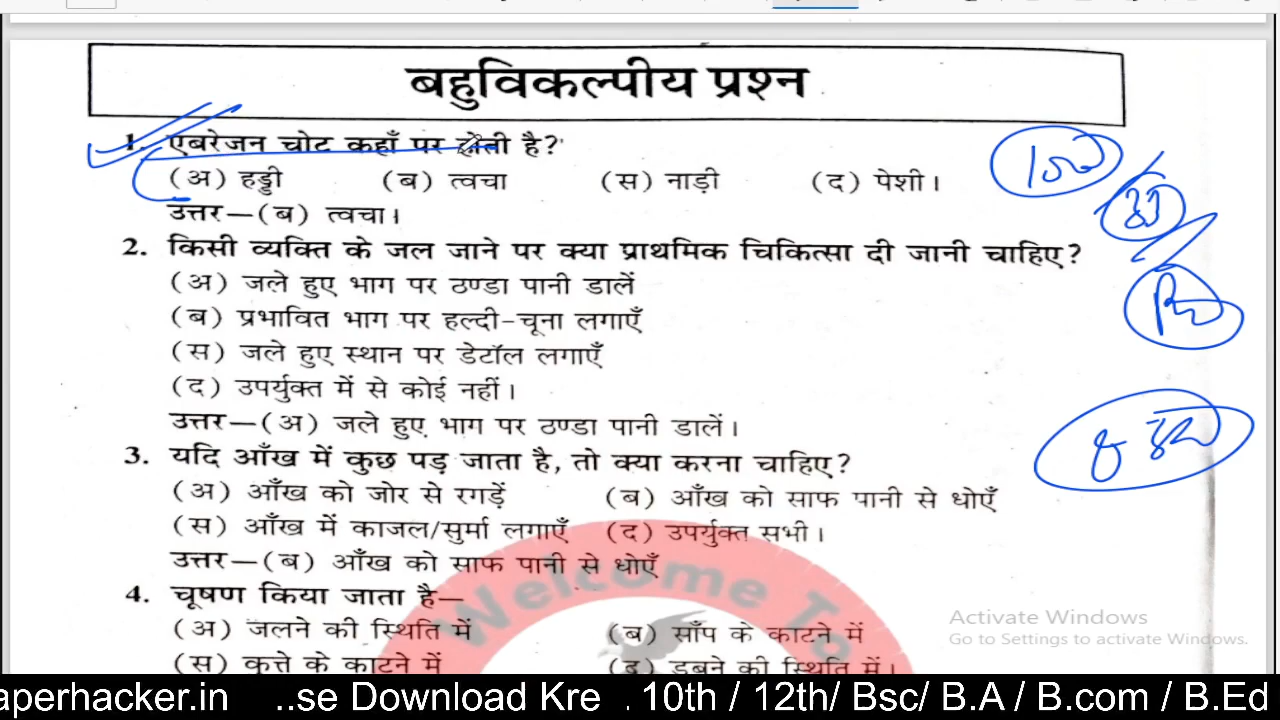 बहुविकल्पीय प्रश्न
1. एबरेजन चोट कहाँ पर होती है?
(अ) हड्डी (ब) त्वचा (स) नाड़ी (द) पेशी।
उत्तर—(ब) त्वचा।
2. किसी व्यक्ति के जल जाने पर क्या प्राथमिक चिकित्सा दी जानी चाहिए?
(अ) जले हुए भाग पर ठण्डा पानी डालें
(ब) प्रभावित भाग पर हल्दी-चूना लगाएँ
(स) जले हुए स्थान पर डेटॉल लगाएँ
(द) उपर्युक्त में से कोई नहीं।
उत्तर—(अ) जले हुए भाग पर ठण्डा पानी डालें।
3. यदि आँख में कुछ पड़ जाता है, तो क्या करना चाहिए?
(अ) आँख को जोर से रगड़ें (ब) आँख को साफ पानी से धोएँ
(स) आँख में काजल/सुर्मा लगाएँ (द) उपर्युक्त सभी।
उत्तर—(ब) आँख को साफ पानी से धोएँ
4. चूषण किया जाता है—
(अ) जलने की स्थिति में (ब) साँप के काटने में
(स) कुत्ते के काटने में (द) डूबने की स्थिति में।
Welcome To
Activate Windows
Go to Settings to activate Windows.
aperhacker.in ..se Download Kre . 10th / 12th/ Bsc/ B.A / B.com / B.Ed